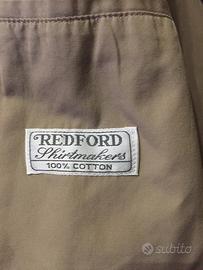 REDFORD
Shirtmakers
100% COTTON
subito